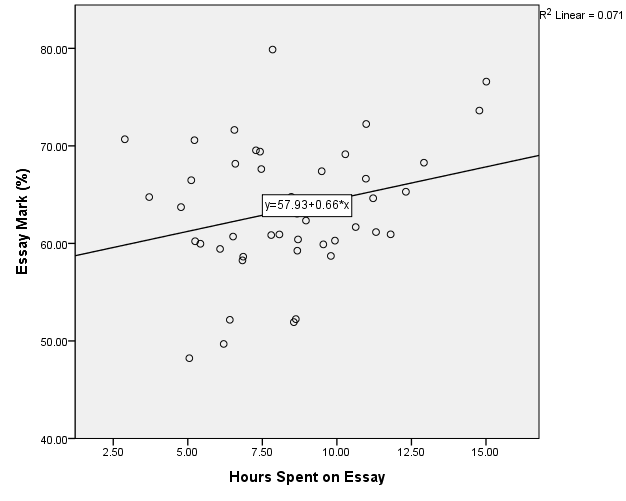 R2 Linear = 0.071
80.00
70.00
60.00
50.00
40.00
Essay Mark (%)
y=57.93+0.66*x
2.50 5.00 7.50 10.00 12.50 15.00
Hours Spent on Essay